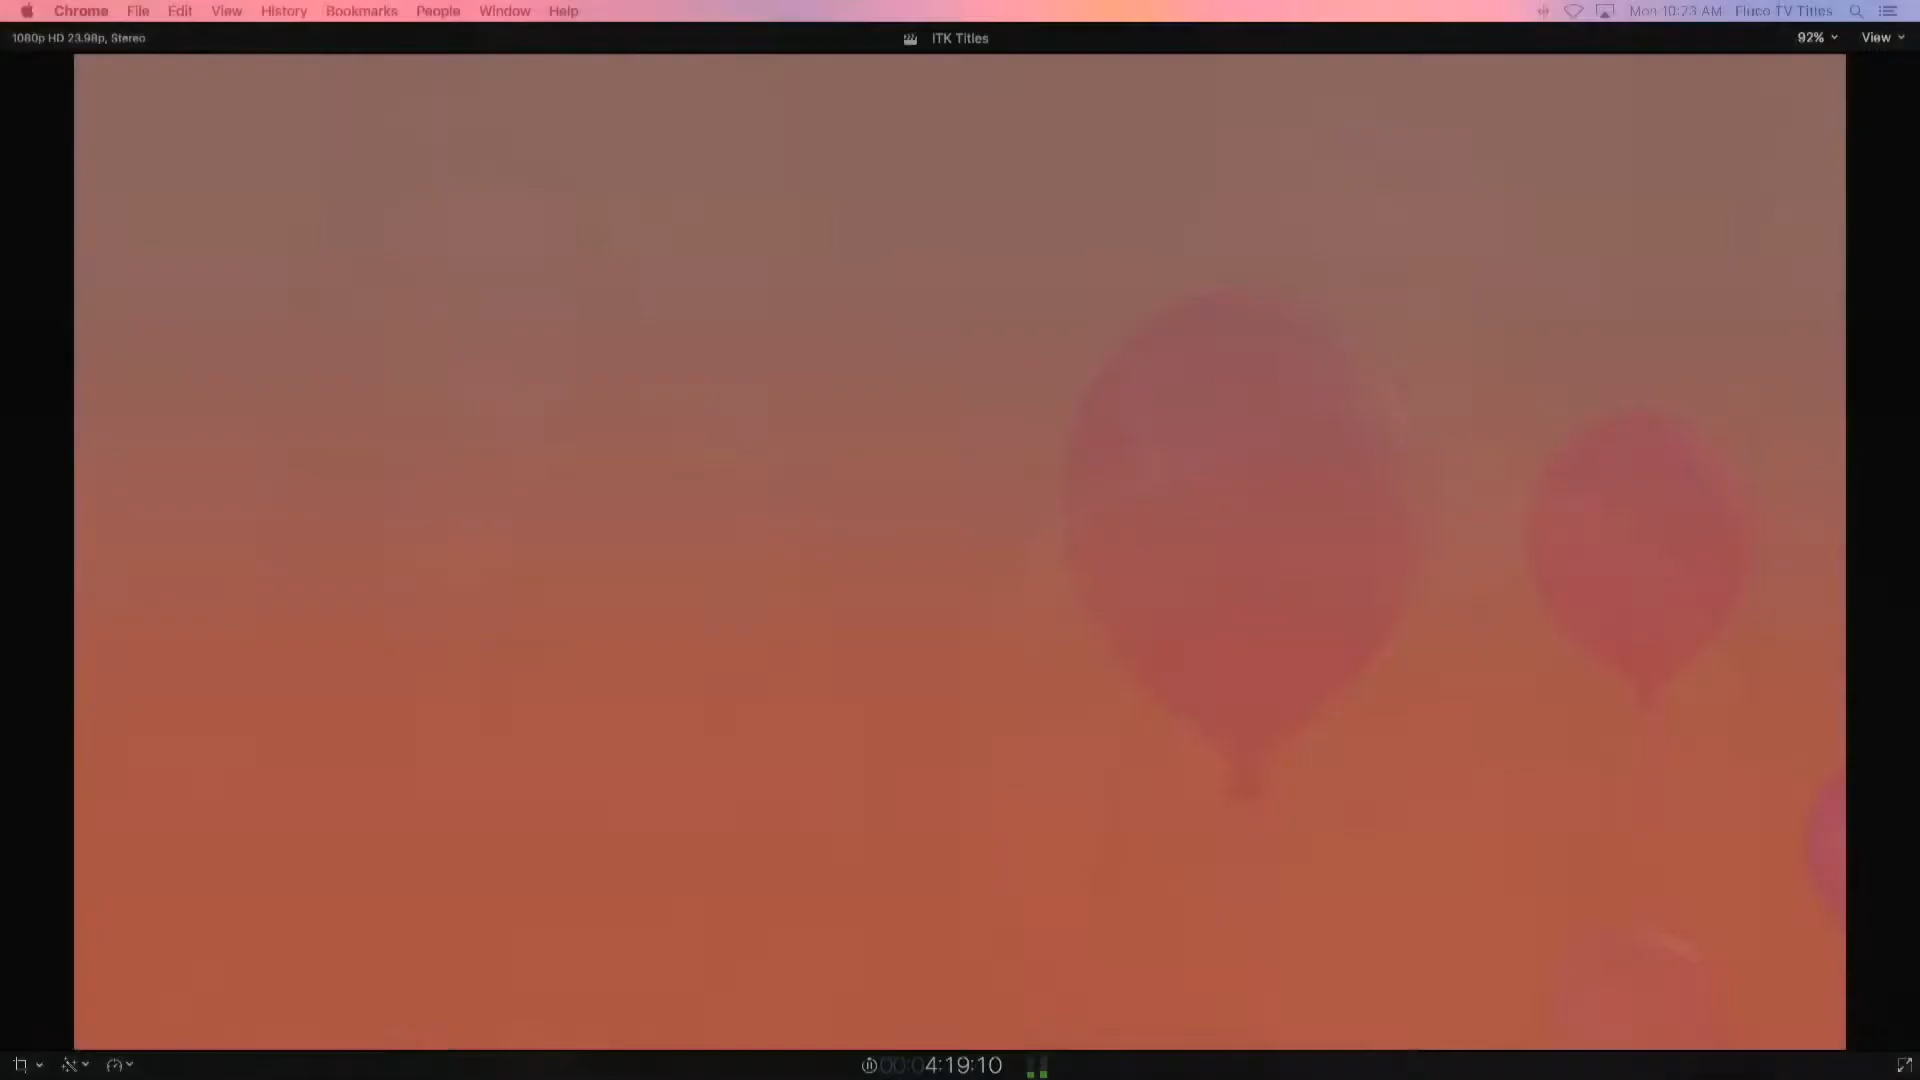 Chrome File Edit View History Bookmarks People Window Help Mon 10:23 AM Fluco TV Titles
1080p HD 23.98p, Stereo ITK Titles 92% View
00:04:19:10